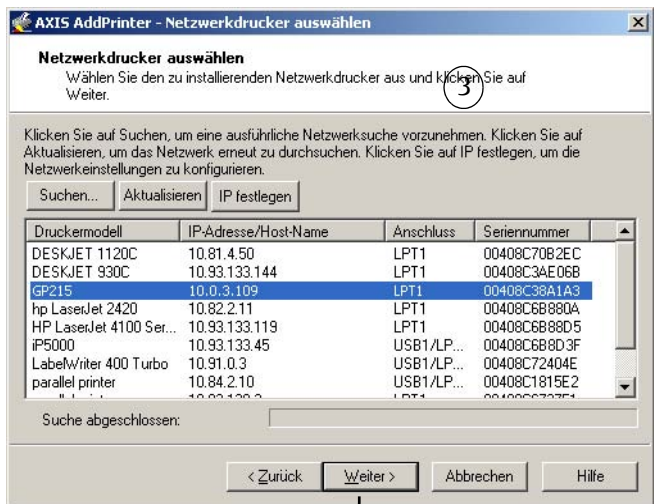 AXIS AddPrinter - Netzwerkdrucker auswählen
Netzwerkdrucker auswählen
Wählen Sie den zu installierenden Netzwerkdrucker aus und klicken Sie auf
Weiter.
3
Klicken Sie auf Suchen, um eine ausführliche Netzwerksuche vorzunehmen. Klicken Sie auf
Aktualisieren, um das Netzwerk erneut zu durchsuchen. Klicken Sie auf IP festlegen, um die
Netzwerkeinstellungen zu konfigurieren.
Suchen... Aktualisieren IP festlegen
Druckermodell IP-Adresse/Host-Name Anschluss Seriennummer
DESKJET 1120C 10.81.4.50 LPT1 00408C70B2EC
DESKJET 930C 10.93.133.144 LPT1 00408C3AE06B
GP215 10.0.3.109 LPT1 00408C38A1A3
hp LaserJet 2420 10.82.2.11 LPT1 00408C6B880A
HP LaserJet 4100 Ser... 10.93.133.119 LPT1 00408C6B88D5
iP5000 10.93.133.45 USB1/LP... 00408C6B8D3F
LabelWriter 400 Turbo 10.91.0.3 USB1/LP... 00408C72404E
parallel printer 10.84.2.10 USB1/LP... 00408C1815E2
Suche abgeschlossen:
< Zurück Weiter > Abbrechen Hilfe